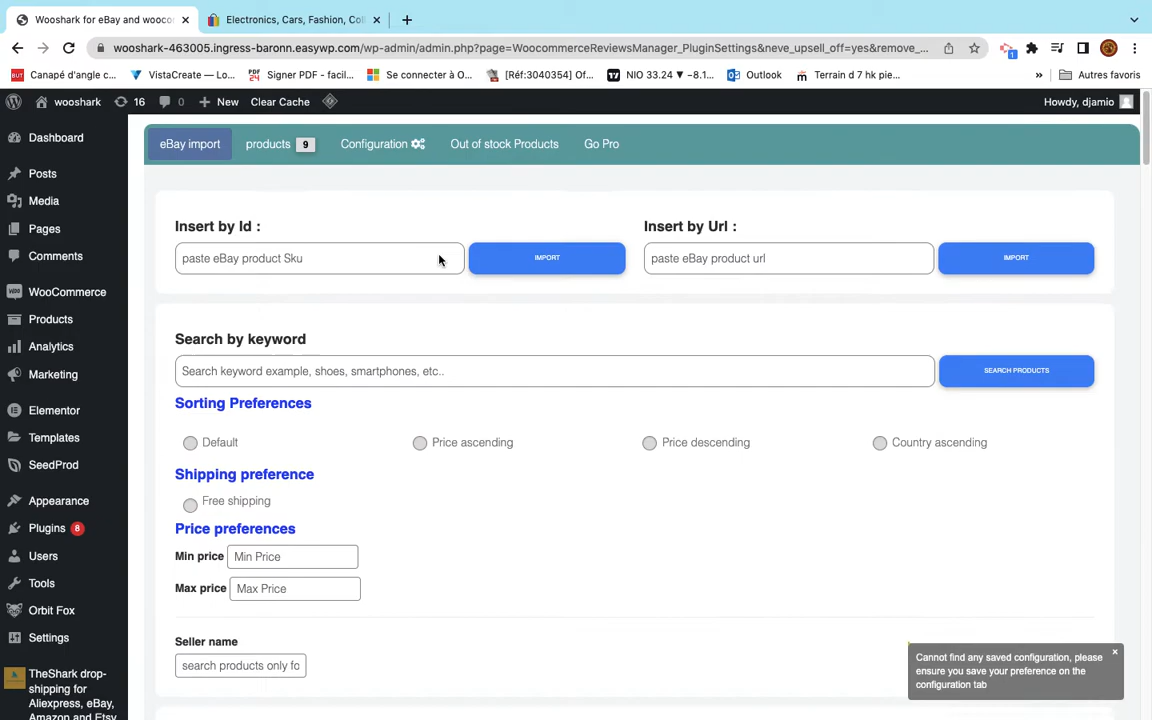 Wooshark for eBay and wooco
Electronics, Cars, Fashion, Col
wooshark-463005.ingress-baronn.easywp.com/wp-admin/admin.php?page=WoocommerceReviewsManager_PluginSettings&neve_upsell_off=yes&remove_...
Canapé d'angle c...
VistaCreate – Lo...
Signer PDF - facil...
Se connecter à O...
[Réf:3040354] Of...
NIO 33.24 ▼ −8.1...
Outlook
Terrain d 7 hk pie...
»
Autres favoris
wooshark
16
0
New
Clear Cache
Howdy, djamio
Dashboard
Posts
Media
Pages
Comments
WooCommerce
Products
Analytics
Marketing
Elementor
Templates
SeedProd
Appearance
Plugins 8
Users
Tools
Orbit Fox
Settings
TheShark drop-
shipping for
Aliexpress, eBay,
Amazon and Etsy
eBay import
products 9
Configuration
Out of stock Products
Go Pro
Insert by Id :
paste eBay product Sku
IMPORT
Insert by Url :
paste eBay product url
IMPORT
Search by keyword
Search keyword example, shoes, smartphones, etc..
SEARCH PRODUCTS
Sorting Preferences
Default
Price ascending
Price descending
Country ascending
Shipping preference
Free shipping
Price preferences
Min price Min Price
Max price Max Price
Seller name
search products only fo
Cannot find any saved configuration, please
ensure you save your preference on the
configuration tab